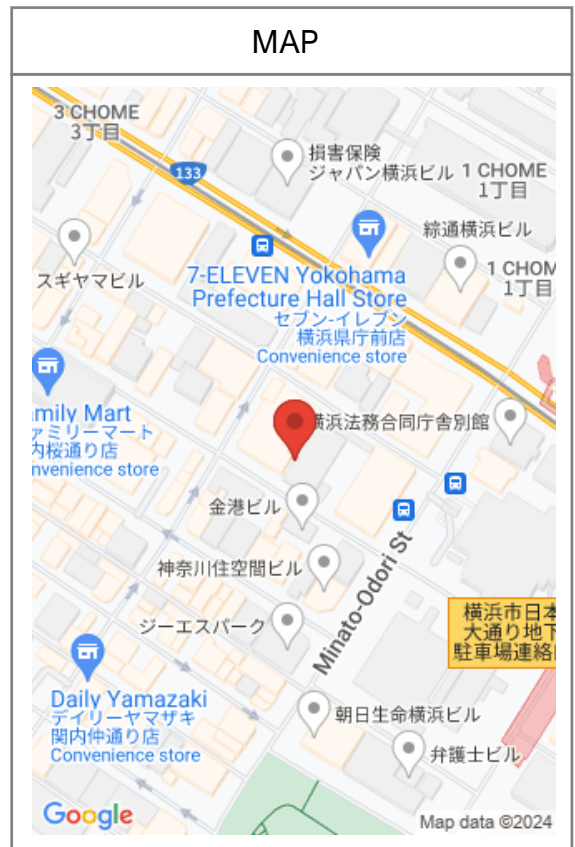 MAP
3 CHOME
3丁目
133
損害保険
ジャパン横浜ビル
1 CHOME
1丁目
綜通横浜ビル
スギヤマビル
7-ELEVEN Yokohama
Prefecture Hall Store
セブン-イレブン
横浜県庁前店
Convenience store
1 CHOM
1丁目
amily Mart
ァミリーマート
内桜通り店
nvenience store
横浜法務合同庁舎別館
金港ビル
神奈川住空間ビル
Minato-Odori St
ジーエスパーク
横浜市日本
大通り地下
駐車場連絡
Daily Yamazaki
デイリーヤマザキ
関内仲通り店
Convenience store
朝日生命横浜ビル
弁護士ビル
Google
Map data ©2024